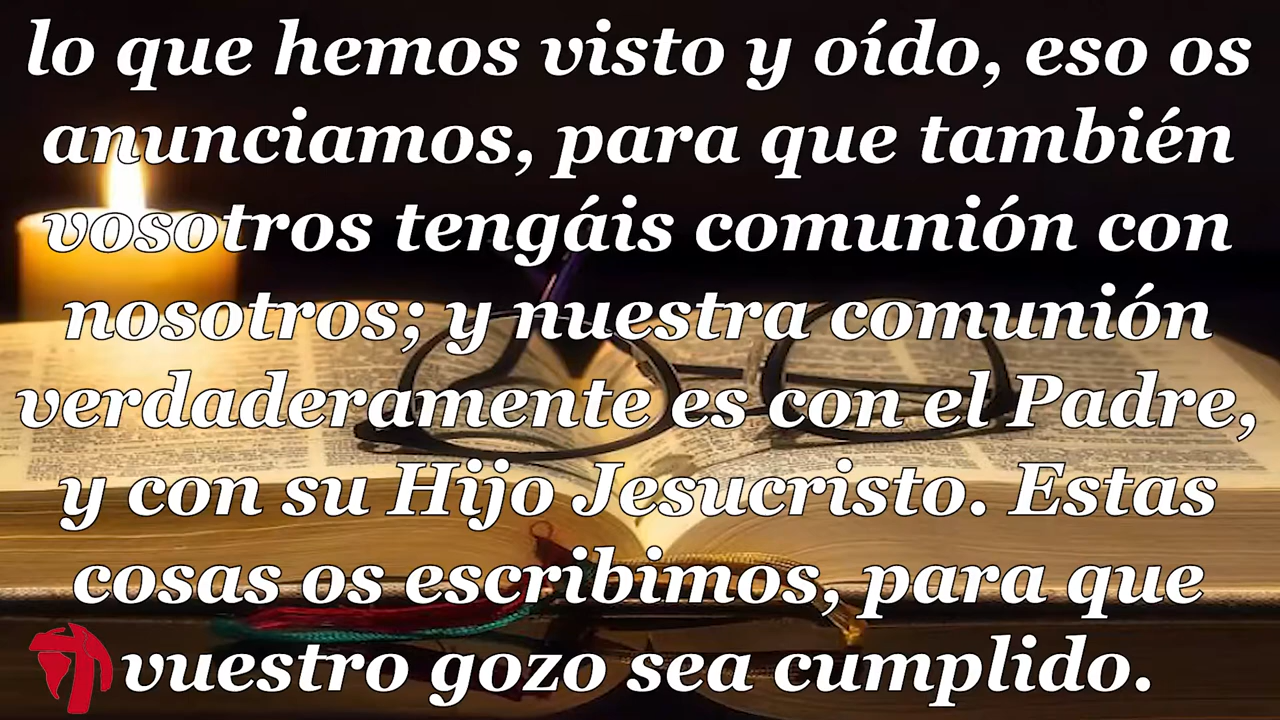 lo que hemos visto y oído, eso os
anunciamos, para que también
vosotros tengáis comunión con
nosotros; y nuestra comunión
verdaderamente es con el Padre,
y con su Hijo Jesucristo. Estas
cosas os escribimos, para que
vuestro gozo sea cumplido.